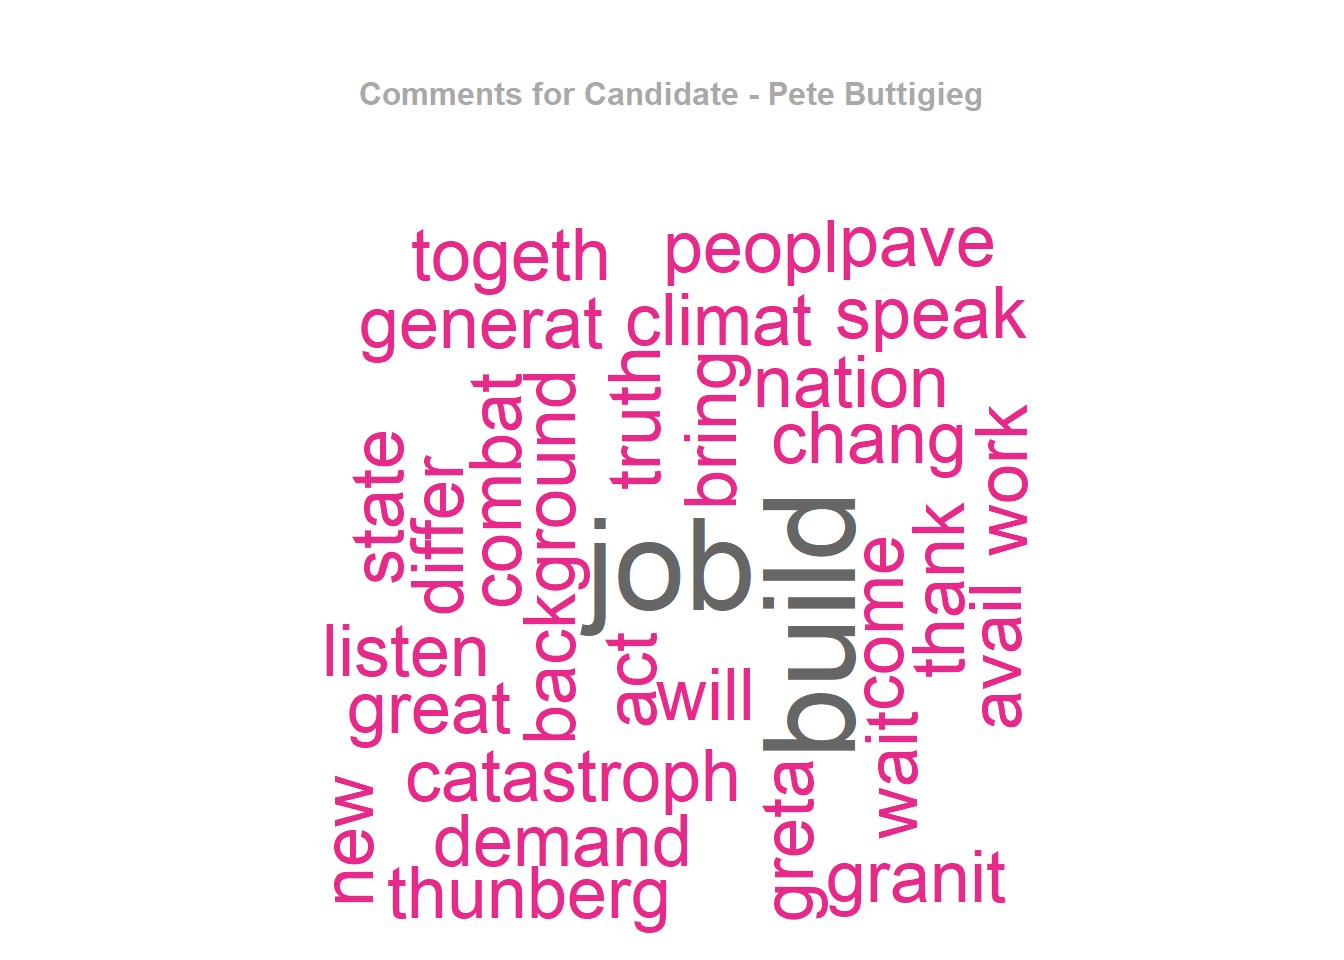 Comments for Candidate - Pete Buttigieg
togeth
peopl
pave
generat
climat
speak
truth
bring
nation
chang
work
state
differ
combat
background
job
build
come
thank
avail
listen
great
act
will
wait
catastroph
new
demand
greta
thunberg
granit